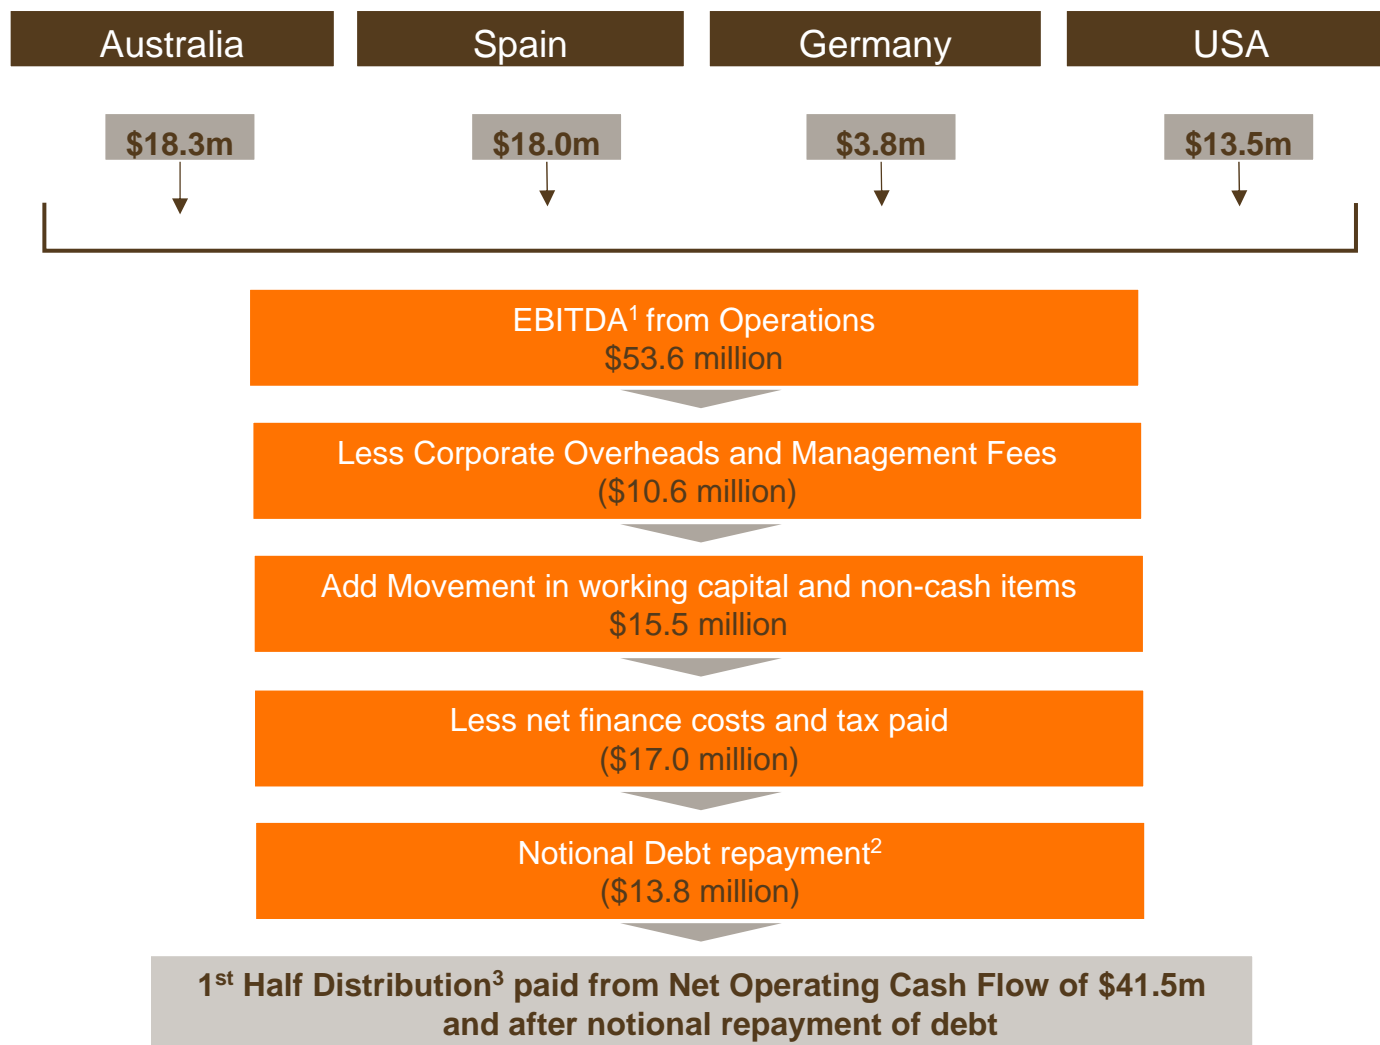 Australia
Spain
Germany
USA
$18.3m
$18.0m
$3.8m
$13.5m
EBITDA¹ from Operations
$53.6 million
Less Corporate Overheads and Management Fees
($10.6 million)
Add Movement in working capital and non-cash items
$15.5 million
Less net finance costs and tax paid
($17.0 million)
Notional Debt repayment²
($13.8 million)
1st Half Distribution³ paid from Net Operating Cash Flow of $41.5m
and after notional repayment of debt